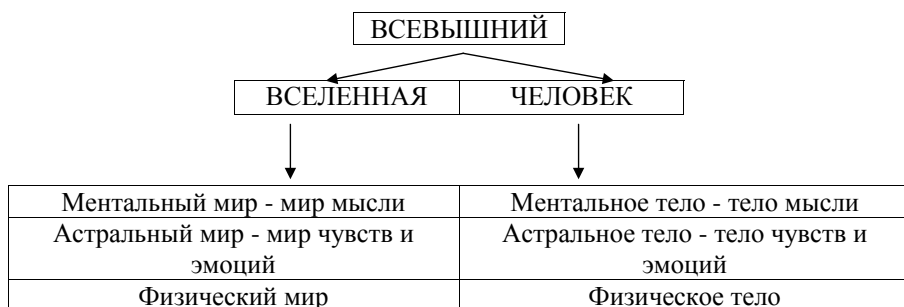 ВСЕВЫШНИЙ
ВСЕЛЕННАЯ ЧЕЛОВЕК
Ментальный мир - мир мысли Ментальное тело - тело мысли
Астральный мир - мир чувств и Астральное тело - тело чувств и
эмоций эмоций
Физический мир Физическое тело